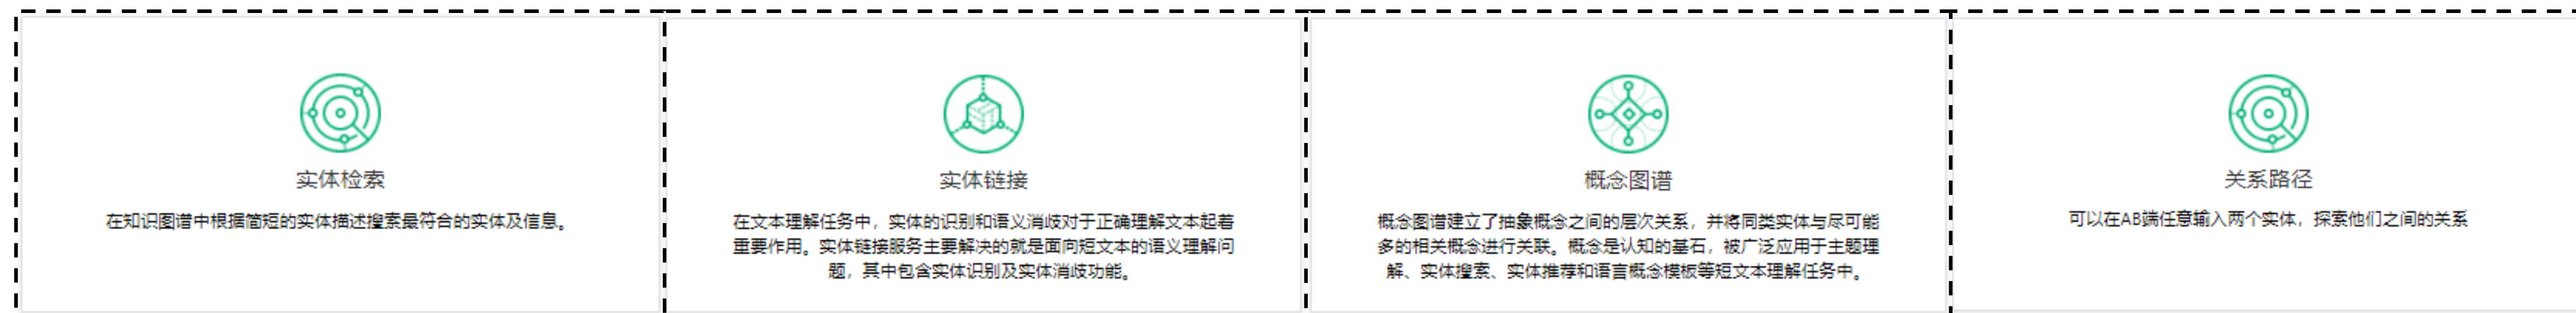 实体检索
在知识图谱中根据简短的实体描述搜索最符合的实体及信息。
实体链接
在文本理解任务中，实体的识别和语义消歧对于正确理解文本起着
重要作用。实体链接服务主要解决的就是面向短文本的语义理解问
题，其中包含实体识别及实体消歧功能。
概念图谱
概念图谱建立了抽象概念之间的层次关系，并将同类实体与尽可能
多的相关概念进行关联。概念是认知的基石，被广泛应用于主题理
解、实体搜索、实体推荐和语言概念模板等短文本理解任务中。
关系路径
可以在AB端任意输入两个实体，探索他们之间的关系